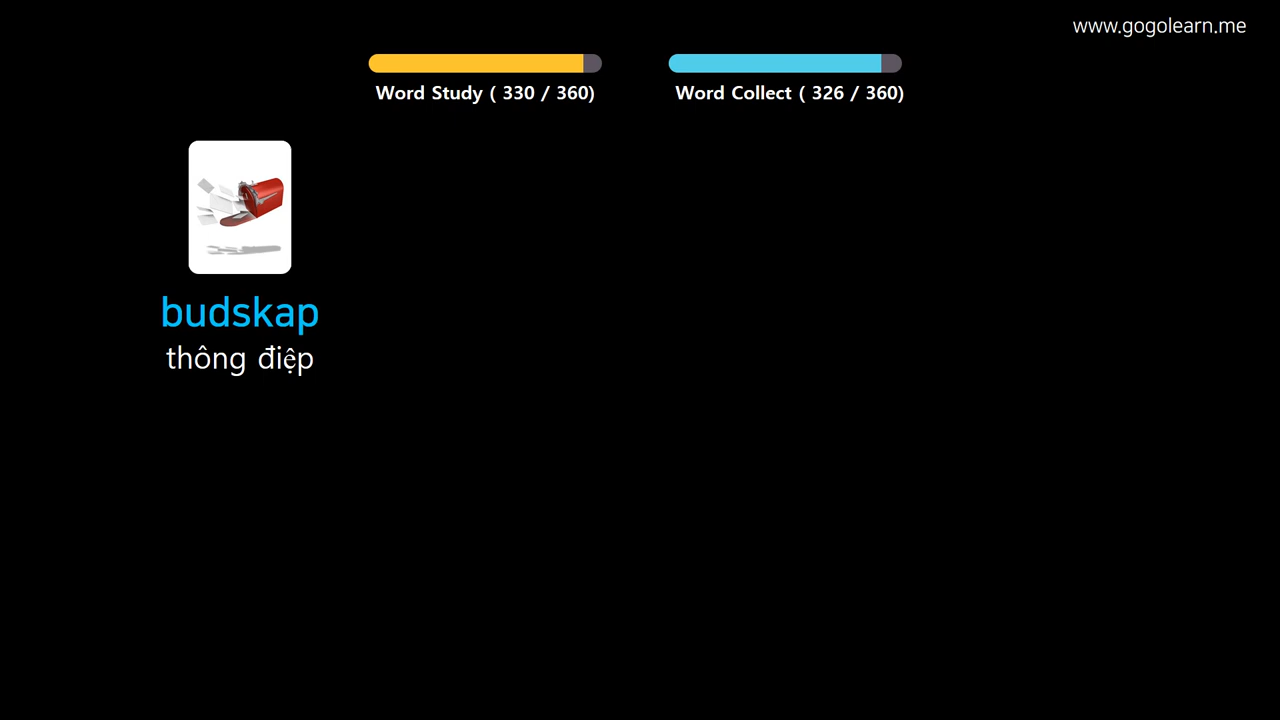 www.gogolearn.me
Word Study ( 330 / 360)
Word Collect ( 326 / 360)
budskap
thông điệp